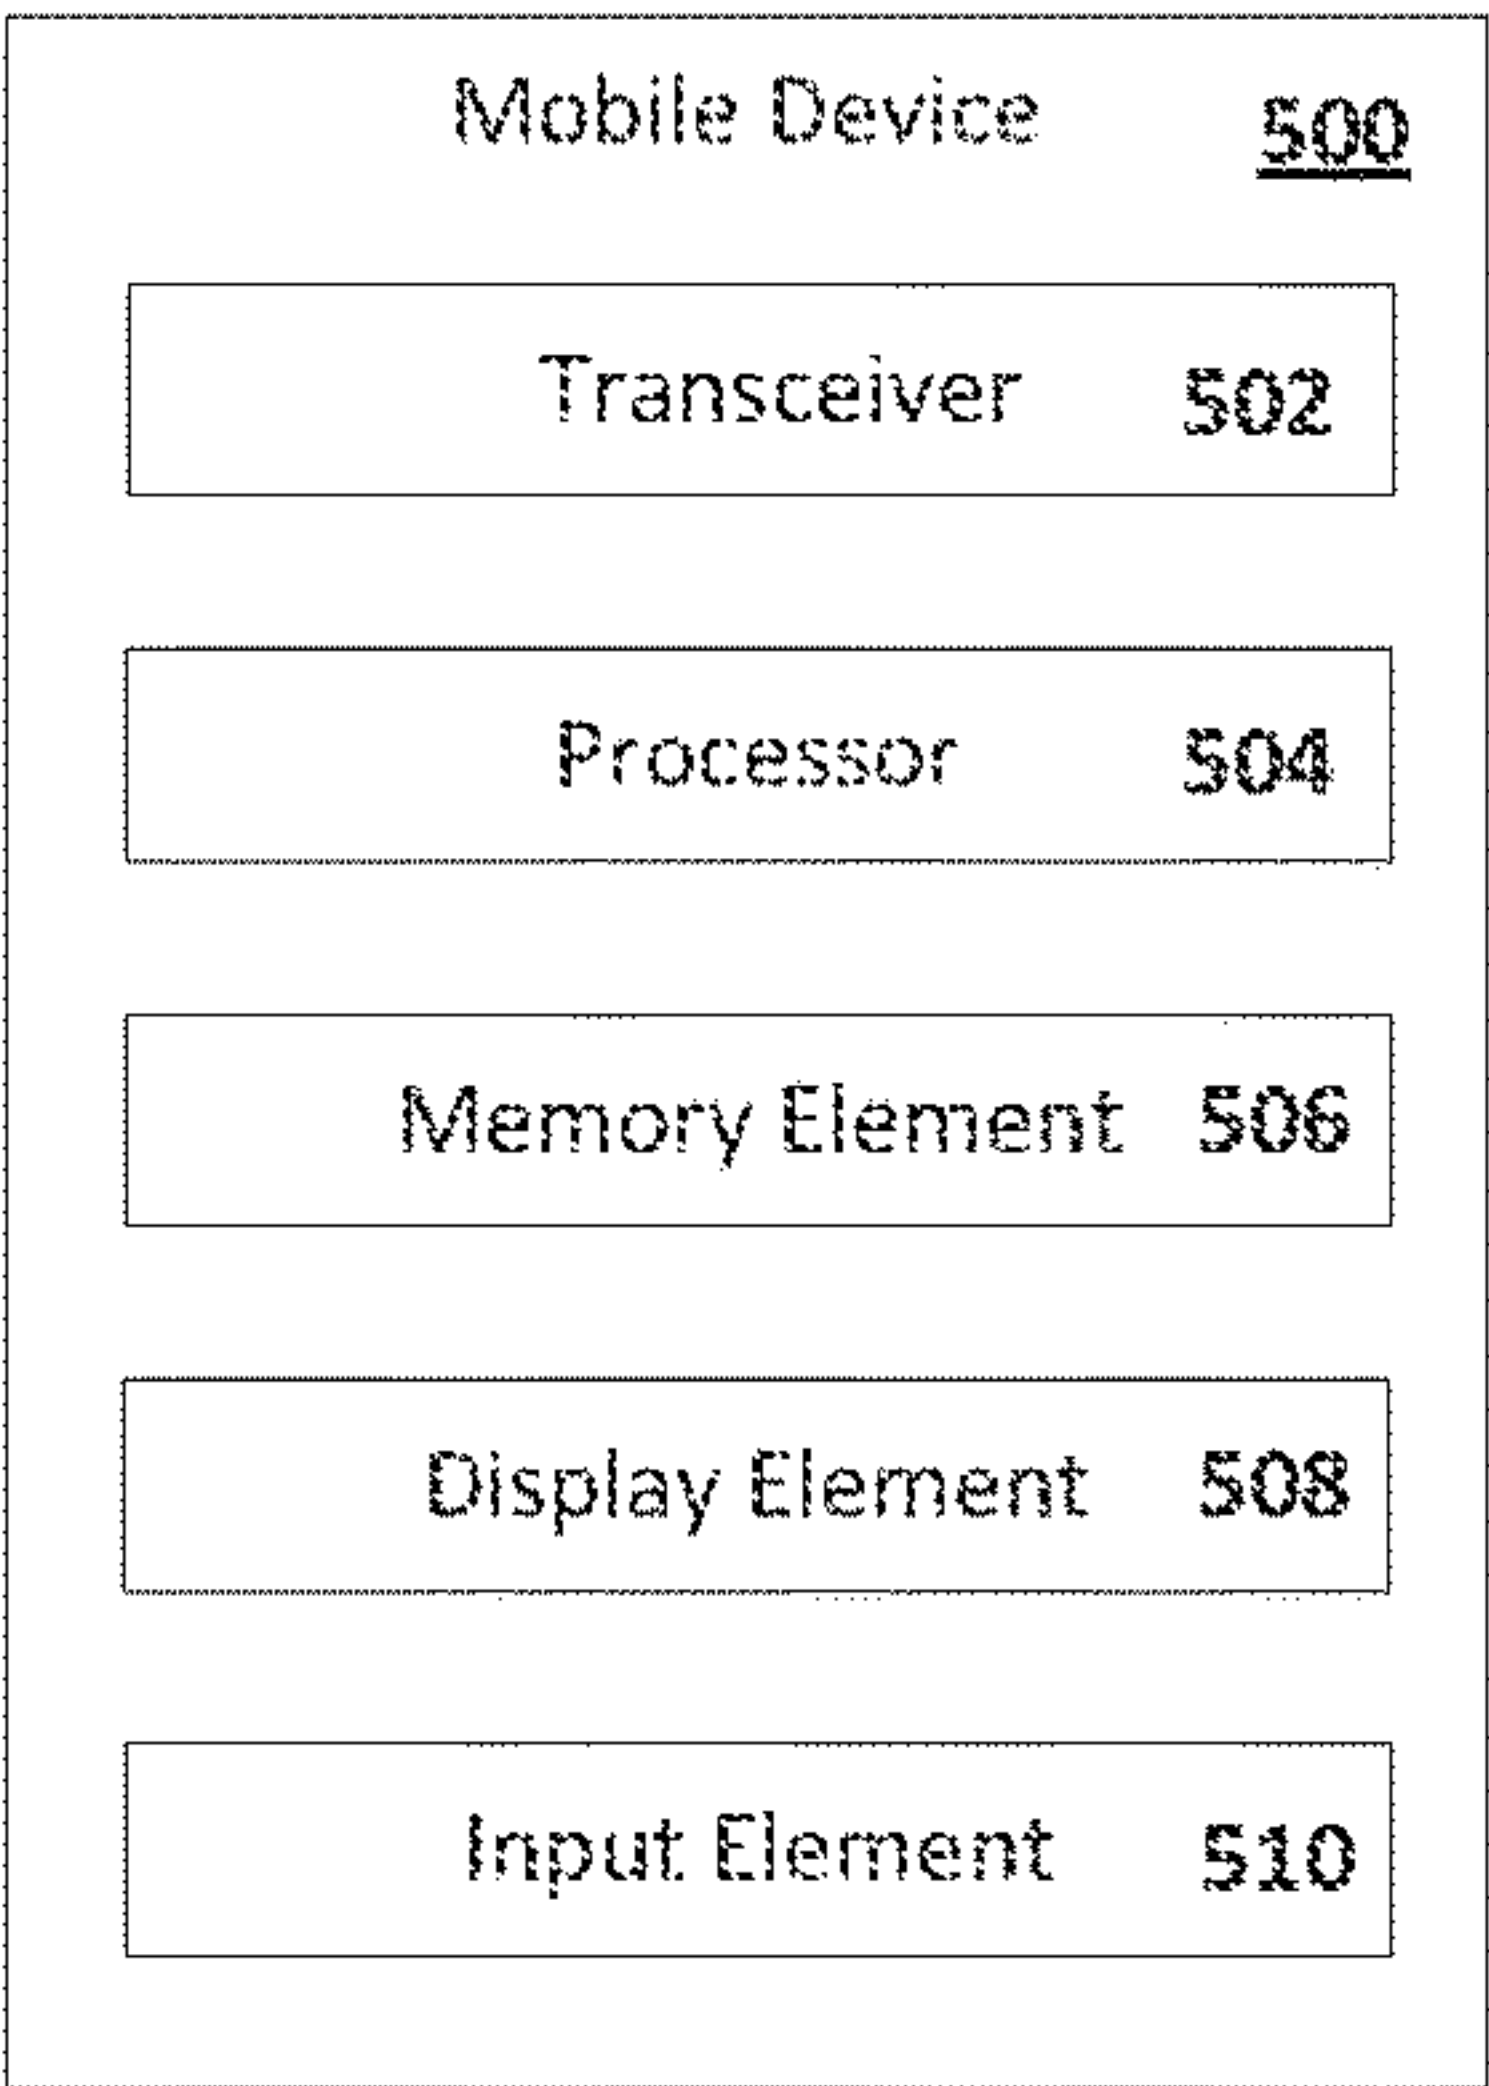 Mobile Device 500
Transceiver 502
Processor 504
Memory Element 506
Display Element 508
Input Element 510